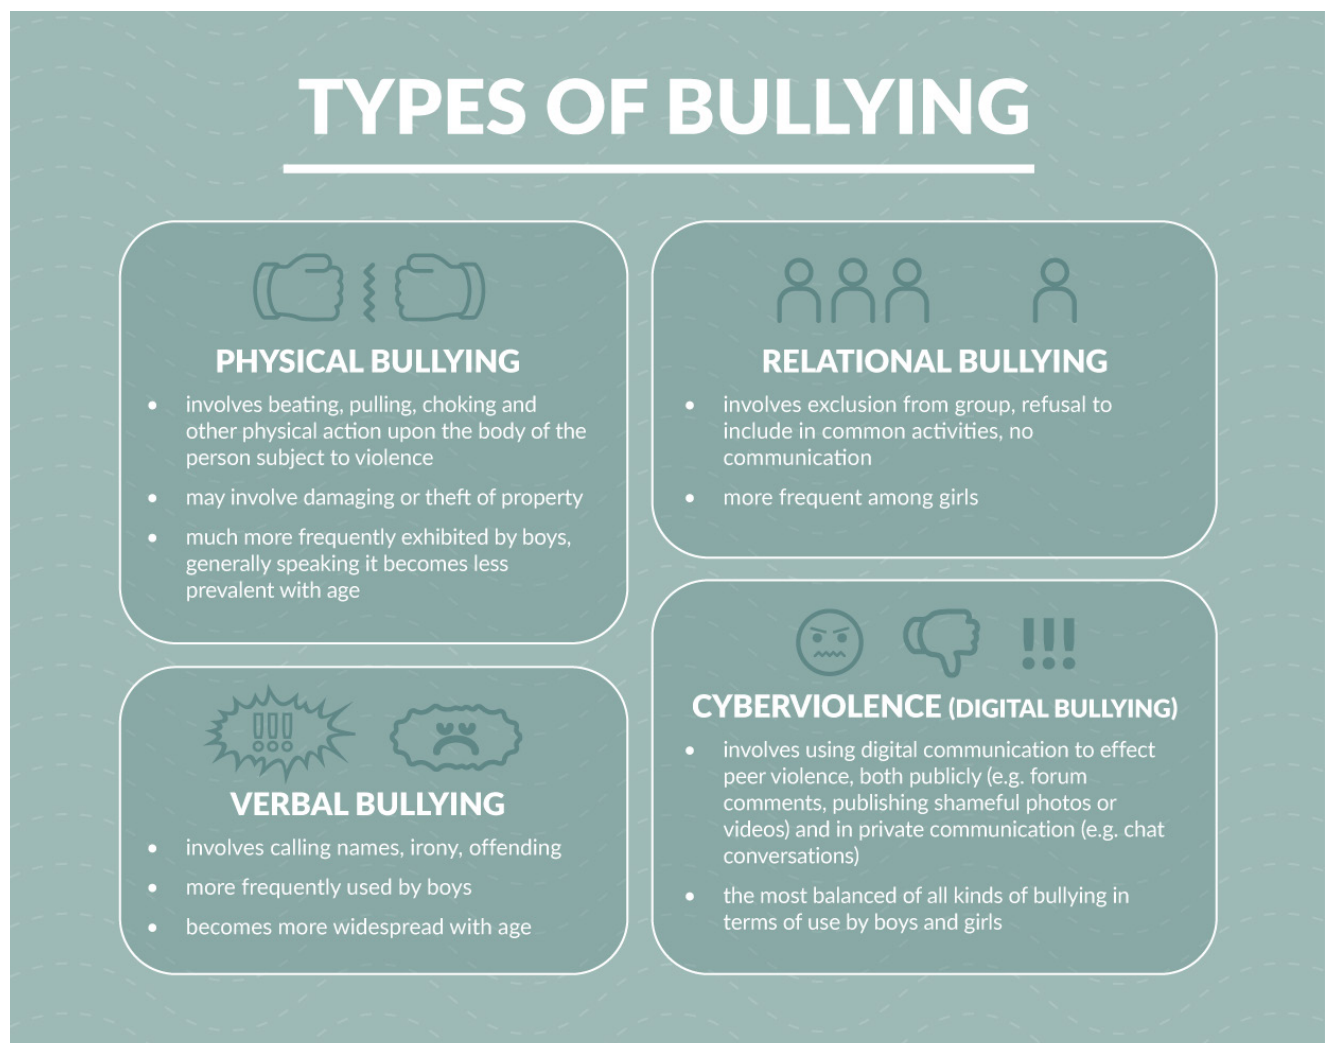 TYPES OF BULLYING
PHYSICAL BULLYING
• involves beating, pulling, choking and
other physical action upon the body of the
person subject to violence
• may involve damaging or theft of property
• much more frequently exhibited by boys,
generally speaking it becomes less
prevalent with age
RELATIONAL BULLYING
• involves exclusion from group, refusal to
include in common activities, no
communication
• more frequent among girls
!!!
VERBAL BULLYING
• involves calling names, irony, offending
• more frequently used by boys
• becomes more widespread with age
!!!
CYBERVIOLENCE (DIGITAL BULLYING)
• involves using digital communication to effect
peer violence, both publicly (e.g. forum
comments, publishing shameful photos or
videos) and in private communication (e.g. chat
conversations)
• the most balanced of all kinds of bullying in
terms of use by boys and girls